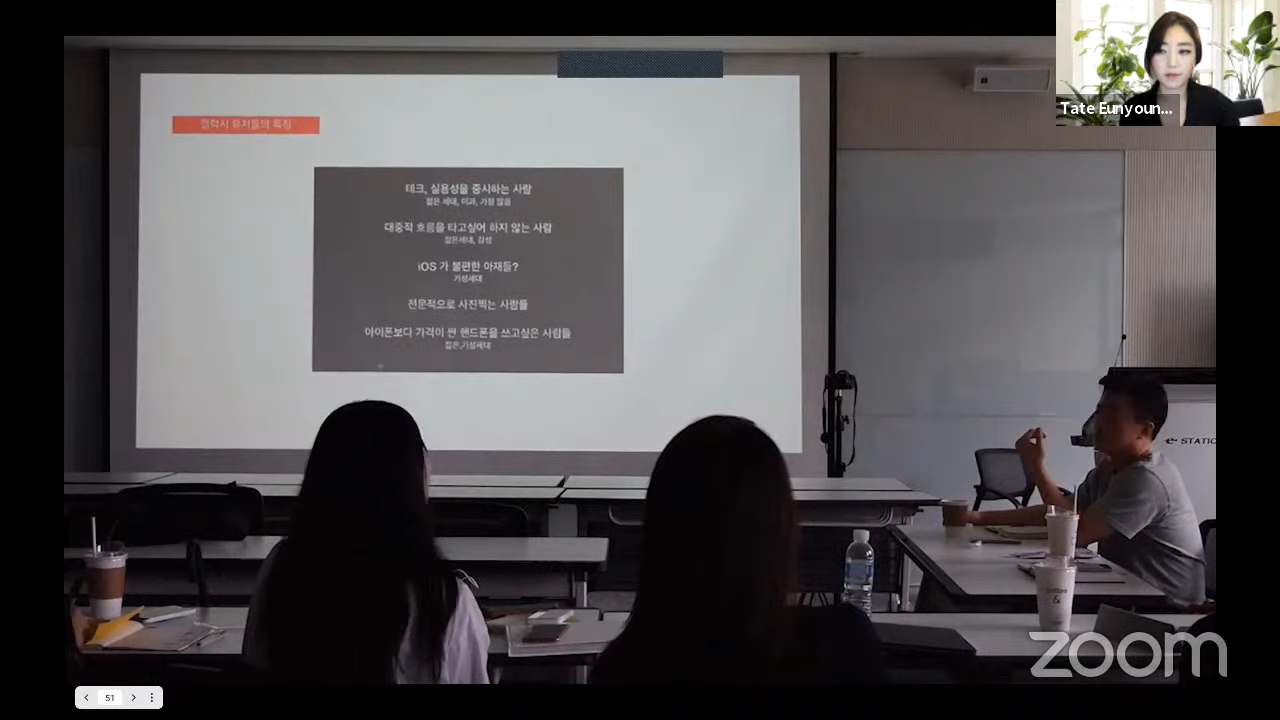 갤럭시 유저들의 특징
테크, 실용성을 중시하는 사람
젊은 세대, 이과, 가장 많음
대중적 흐름을 타고싶어 하지 않는 사람
젊은세대, 감성
iOS 가 불편한 아재들?
기성세대
전문적으로 사진찍는 사람들
아이폰보다 가격이 싼 핸드폰을 쓰고싶은 사람들
젊은,기성세대
Tate Eunyoun...
STATIO
&
zoom
51